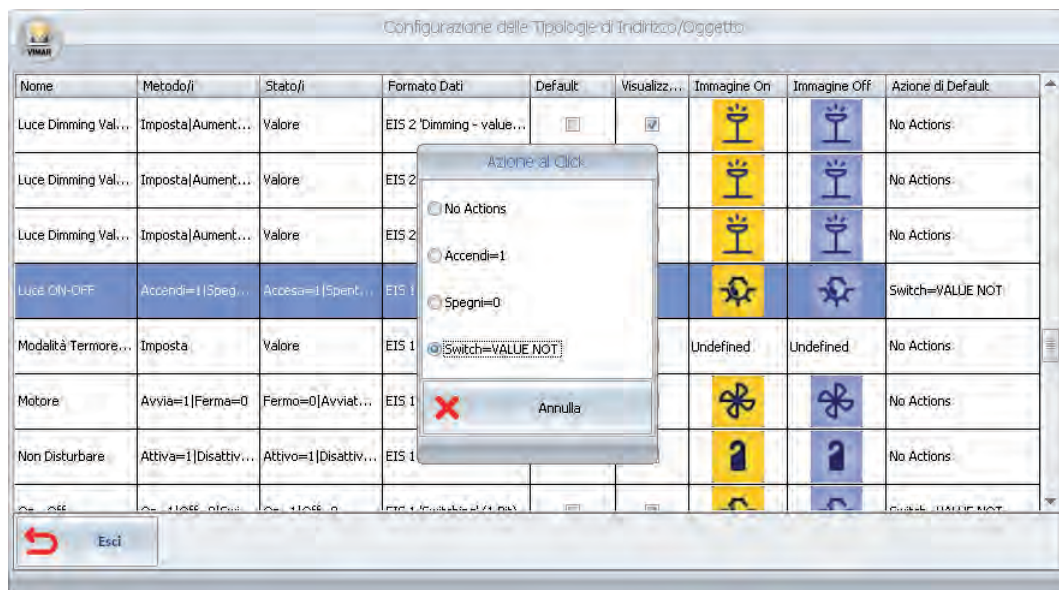 Configurazione delle Tipologie di Indirizzo/Oggetto
VIMAR
Nome Metodo/i Stato/i Formato Dati Default Visualizz... Immagine On Immagine Off Azione di Default
Luce Dimming Val... Imposta|Aument... Valore EIS 2 'Dimming - value... No Actions
Luce Dimming Val... Imposta|Aument... Valore EIS 2 No Actions
Luce Dimming Val... Imposta|Aument... Valore EIS 2 No Actions
Luce ON-OFF Accendi=1|Speg... Accesa=1|Spent... EIS 1 Switch=VALUE NOT
Modalità Termore... Imposta Valore EIS 1 Undefined Undefined No Actions
Motore Avvia=1|Ferma=0 Fermo=0|Avviat... EIS 1 No Actions
Non Disturbare Attiva=1|Disattiv... Attivo=1|Disattiv... EIS 1 No Actions
Azione al Click
No Actions
Accendi=1
Spegni=0
Switch=VALUE NOT
Annulla
Esci